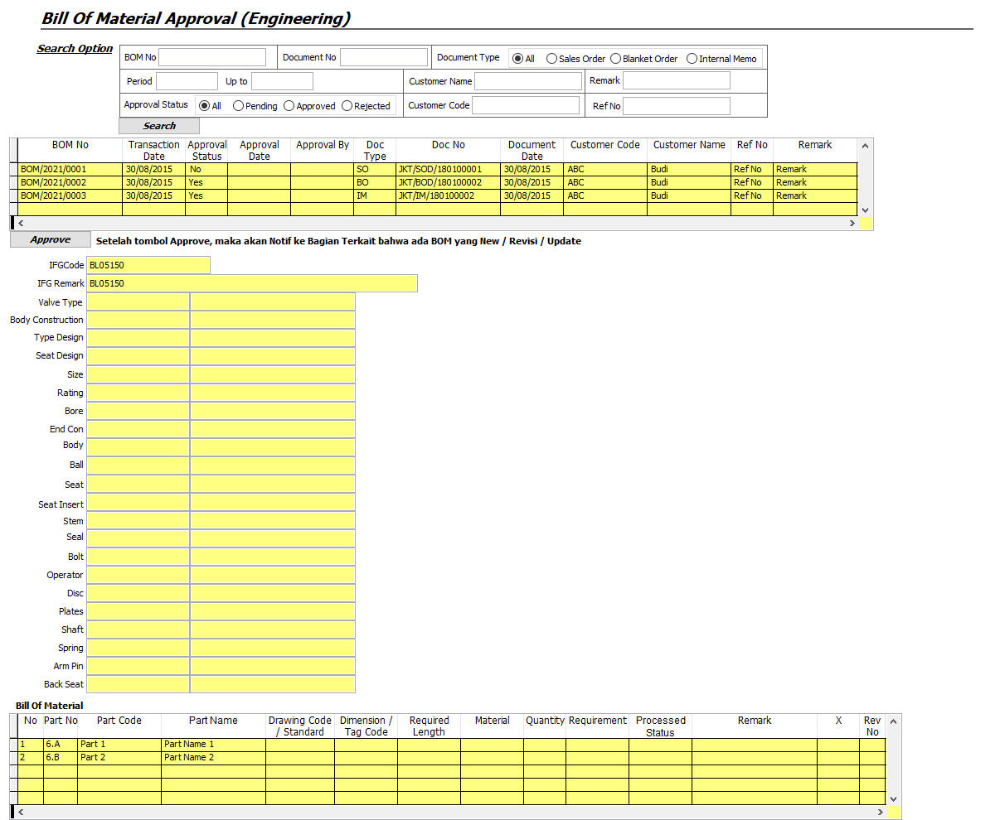 Bill Of Material Approval (Engineering)
Search Option
BOM No Document No Document Type All Sales Order Blanket Order Internal Memo
Period Up to Customer Name Remark
Approval Status All Pending Approved Rejected Customer Code Ref No
Search
BOM No Transaction Date Approval Status Approval Date Approval By Doc Type Doc No Document Date Customer Code Customer Name Ref No Remark
BOM/2021/0001 30/08/2015 No SO JKT/SOD/180100001 30/08/2015 ABC Budi Ref No Remark
BOM/2021/0002 30/08/2015 Yes BO JKT/BOD/180100002 30/08/2015 ABC Budi Ref No Remark
BOM/2021/0003 30/08/2015 Yes IM JKT/IM/180100002 30/08/2015 ABC Budi Ref No Remark
Approve Setelah tombol Approve, maka akan Notif ke Bagian Terkait bahwa ada BOM yang New / Revisi / Update
IFGCode BL05150
IFG Remark BL05150
Valve Type
Body Construction
Type Design
Seat Design
Size
Rating
Bore
End Con
Body
Ball
Seat
Seat Insert
Stem
Seal
Bolt
Operator
Disc
Plates
Shaft
Spring
Arm Pin
Back Seat
Bill Of Material
No Part No Part Code Part Name Drawing Code / Standard Dimension / Tag Code Required Length Material Quantity Requirement Processed Status Remark X Rev No
1 6.A Part 1 Part Name 1
2 6.B Part 2 Part Name 2